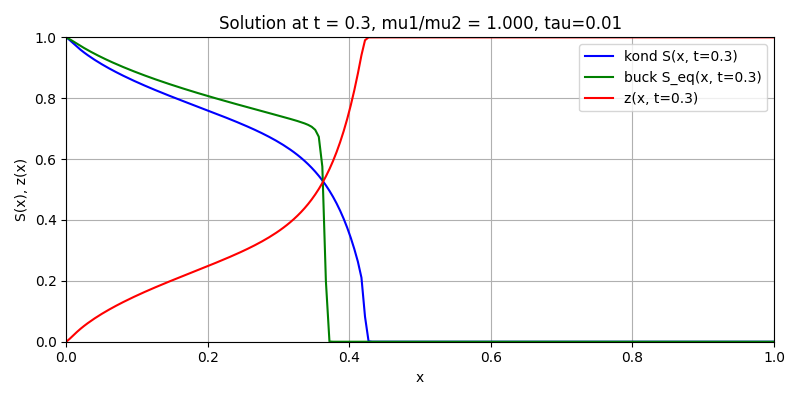 Solution at t = 0.3, mu1/mu2 = 1.000, tau=0.01
S(x), z(x)
1.0
0.8
0.6
0.4
0.2
0.0
kond S(x, t=0.3)
buck S_eq(x, t=0.3)
z(x, t=0.3)
0.0 0.2 0.4 0.6 0.8 1.0
x